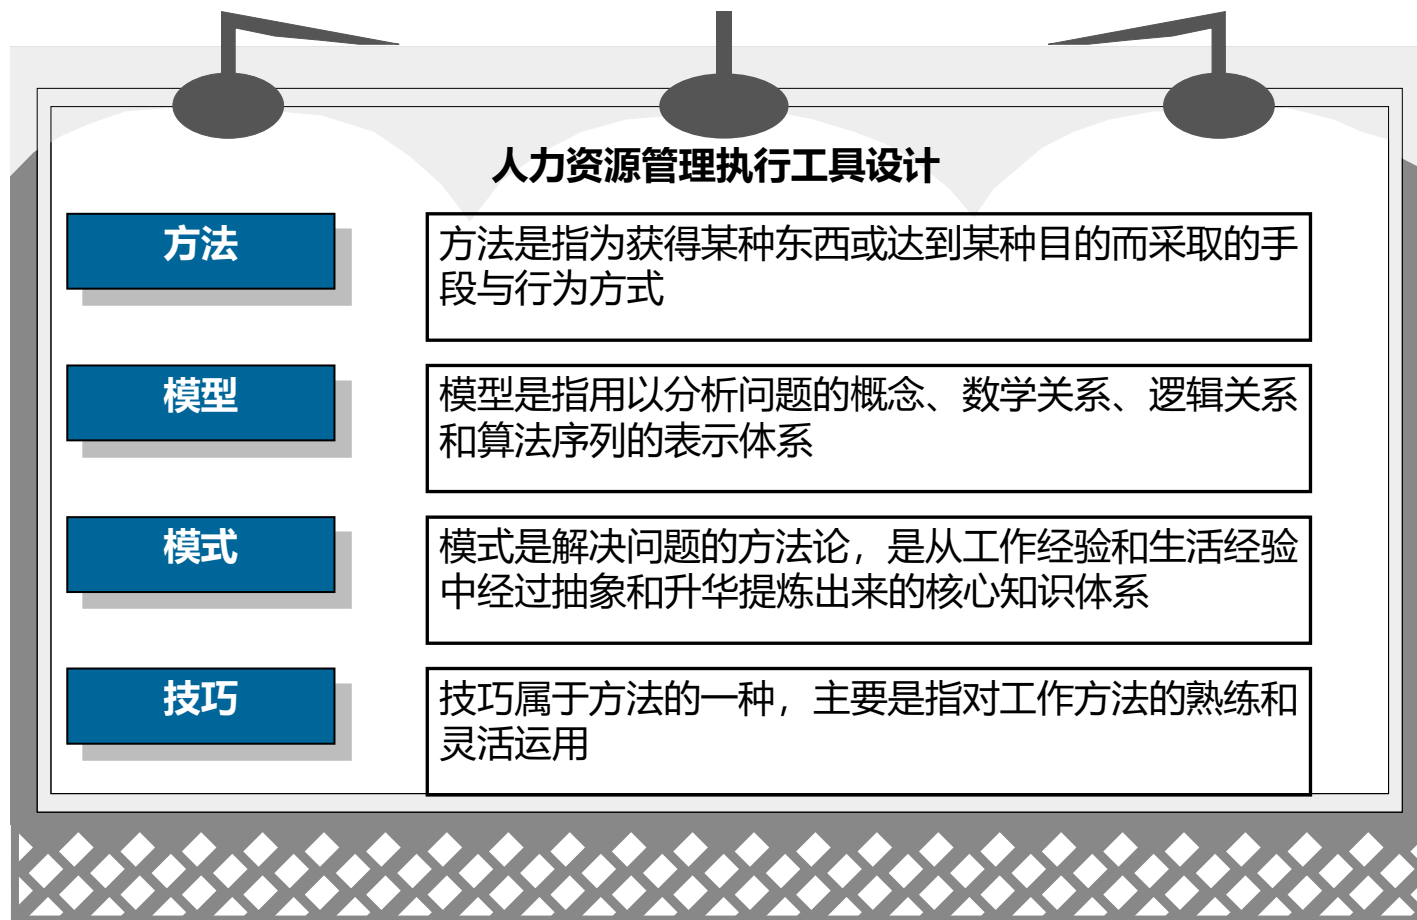 人力资源管理执行工具设计
方法
方法是指为获得某种东西或达到某种目的而采取的手
段与行为方式
模型
模型是指用以分析问题的概念、数学关系、逻辑关系
和算法序列的表示体系
模式
模式是解决问题的方法论，是从工作经验和生活经验
中经过抽象和升华提炼出来的核心知识体系
技巧
技巧属于方法的一种，主要是指对工作方法的熟练和
灵活运用